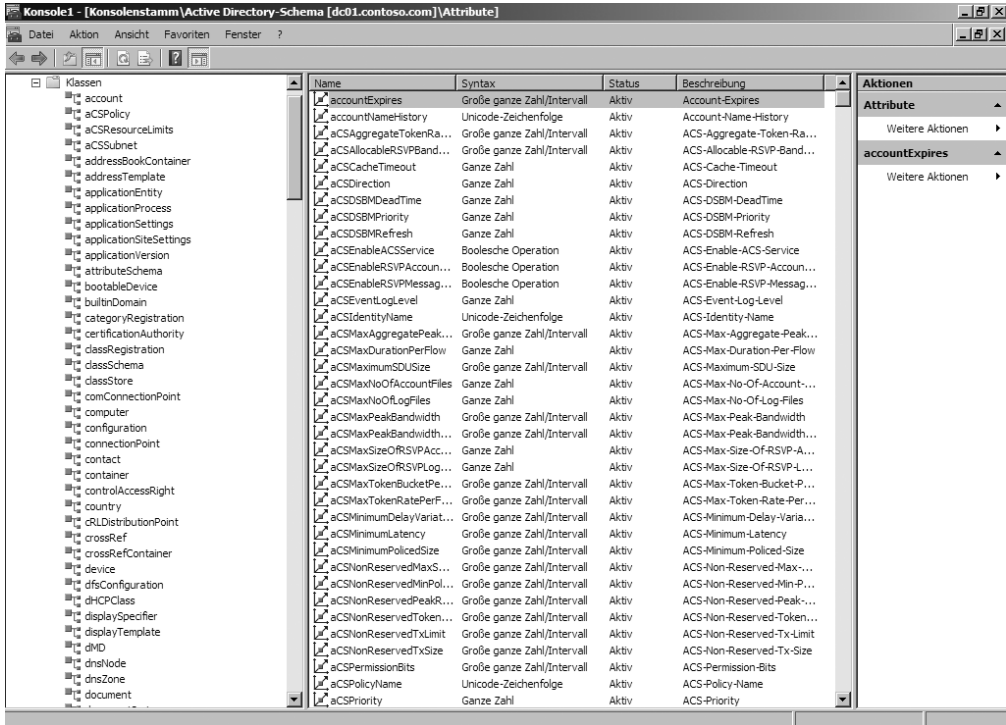 Konsole1 - [Konsolenstamm\Active Directory-Schema [dc01.contoso.com]\Attribute]
Datei Aktion Ansicht Favoriten Fenster ?
Klassen
account
aCSPolicy
aCSResourceLimits
aCSSubnet
addressBookContainer
addressTemplate
applicationEntity
applicationProcess
applicationSettings
applicationSiteSettings
applicationVersion
attributeSchema
bootableDevice
builtinDomain
categoryRegistration
certificationAuthority
classRegistration
classSchema
classStore
comConnectionPoint
computer
configuration
connectionPoint
contact
container
controlAccessRight
country
cRLDistributionPoint
crossRef
crossRefContainer
device
dfsConfiguration
dHCPClass
displaySpecifier
displayTemplate
dMD
dnsNode
dnsZone
document
Name Syntax Status Beschreibung
accountExpires Große ganze Zahl/Intervall Aktiv Account-Expires
accountNameHistory Unicode-Zeichenfolge Aktiv Account-Name-History
aCSAggregateTokenRa... Große ganze Zahl/Intervall Aktiv ACS-Aggregate-Token-Ra...
aCSAllocableRSVPBand... Große ganze Zahl/Intervall Aktiv ACS-Allocable-RSVP-Band...
aCSCacheTimeout Ganze Zahl Aktiv ACS-Cache-Timeout
aCSDirection Ganze Zahl Aktiv ACS-Direction
aCSDSBMDeadTime Ganze Zahl Aktiv ACS-DSBM-DeadTime
aCSDSBMPriority Ganze Zahl Aktiv ACS-DSBM-Priority
aCSDSBMRefresh Ganze Zahl Aktiv ACS-DSBM-Refresh
aCSEnableACSService Boolesche Operation Aktiv ACS-Enable-ACS-Service
aCSEnableRSVPAccoun... Boolesche Operation Aktiv ACS-Enable-RSVP-Accoun...
aCSEnableRSVPMessag... Boolesche Operation Aktiv ACS-Enable-RSVP-Messag...
aCSEventLogLevel Ganze Zahl Aktiv ACS-Event-Log-Level
aCSIdentityName Unicode-Zeichenfolge Aktiv ACS-Identity-Name
aCSMaxAggregatePeak... Große ganze Zahl/Intervall Aktiv ACS-Max-Aggregate-Peak...
aCSMaxDurationPerFlow Ganze Zahl Aktiv ACS-Max-Duration-Per-Flow
aCSMaximumSDUSize Große ganze Zahl/Intervall Aktiv ACS-Maximum-SDU-Size
aCSMaxNoOfAccountFiles Ganze Zahl Aktiv ACS-Max-No-Of-Account-...
aCSMaxNoOfLogFiles Ganze Zahl Aktiv ACS-Max-No-Of-Log-Files
aCSMaxPeakBandwidth Große ganze Zahl/Intervall Aktiv ACS-Max-Peak-Bandwidth
aCSMaxPeakBandwidth... Große ganze Zahl/Intervall Aktiv ACS-Max-Peak-Bandwidth...
aCSMaxSizeOfRSVPAcc... Ganze Zahl Aktiv ACS-Max-Size-Of-RSVP-A...
aCSMaxSizeOfRSVPLog... Ganze Zahl Aktiv ACS-Max-Size-Of-RSVP-L...
aCSMaxTokenBucketPe... Große ganze Zahl/Intervall Aktiv ACS-Max-Token-Bucket-P...
aCSMaxTokenRatePerF... Große ganze Zahl/Intervall Aktiv ACS-Max-Token-Rate-Per...
aCSMinimumDelayVariat... Große ganze Zahl/Intervall Aktiv ACS-Minimum-Delay-Varia...
aCSMinimumLatency Große ganze Zahl/Intervall Aktiv ACS-Minimum-Latency
aCSMinimumPolicedSize Große ganze Zahl/Intervall Aktiv ACS-Minimum-Policed-Size
aCSNonReservedMaxS... Große ganze Zahl/Intervall Aktiv ACS-Non-Reserved-Max-...
aCSNonReservedMinPol... Große ganze Zahl/Intervall Aktiv ACS-Non-Reserved-Min-P...
aCSNonReservedPeakR... Große ganze Zahl/Intervall Aktiv ACS-Non-Reserved-Peak-...
aCSNonReservedToken... Große ganze Zahl/Intervall Aktiv ACS-Non-Reserved-Token...
aCSNonReservedTxLimit Große ganze Zahl/Intervall Aktiv ACS-Non-Reserved-Tx-Limit
aCSNonReservedTxSize Große ganze Zahl/Intervall Aktiv ACS-Non-Reserved-Tx-Size
aCSPermissionBits Große ganze Zahl/Intervall Aktiv ACS-Permission-Bits
aCSPolicyName Unicode-Zeichenfolge Aktiv ACS-Policy-Name
aCSPriority Ganze Zahl Aktiv ACS-Priority
Aktionen
Attribute
Weitere Aktionen
accountExpires
Weitere Aktionen